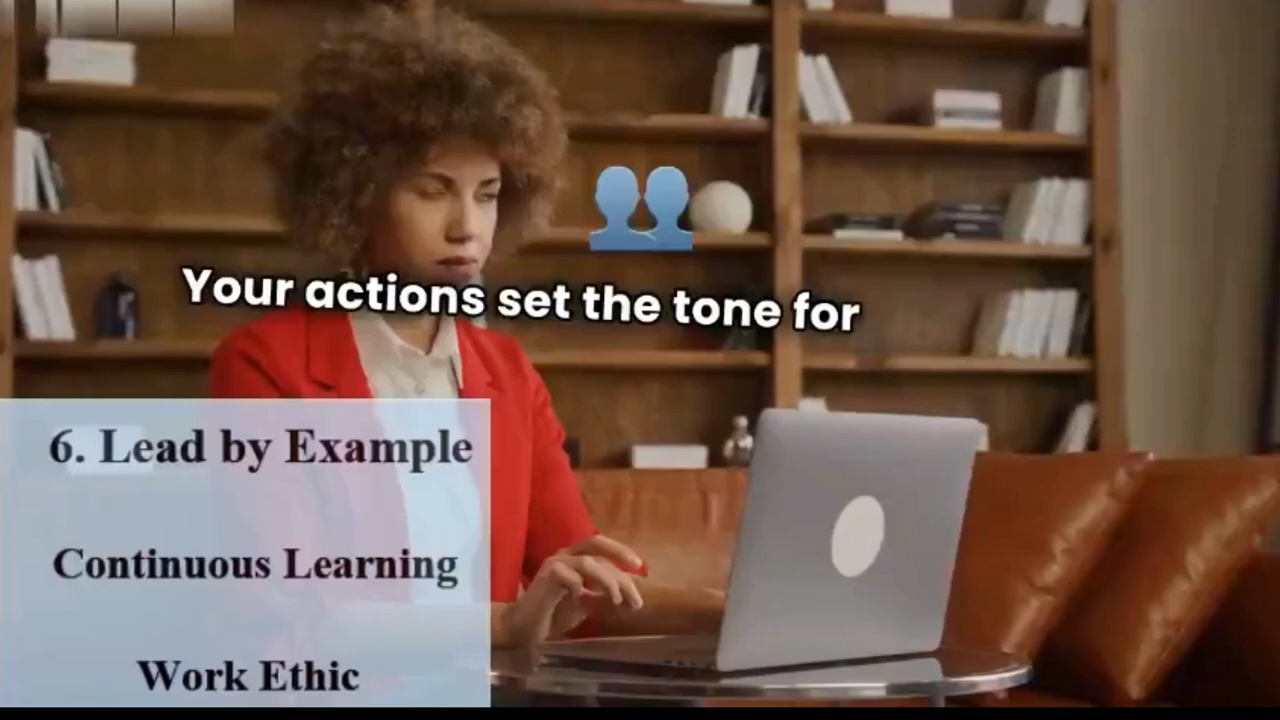 Your actions set the tone for
6. Lead by Example
Continuous Learning
Work Ethic